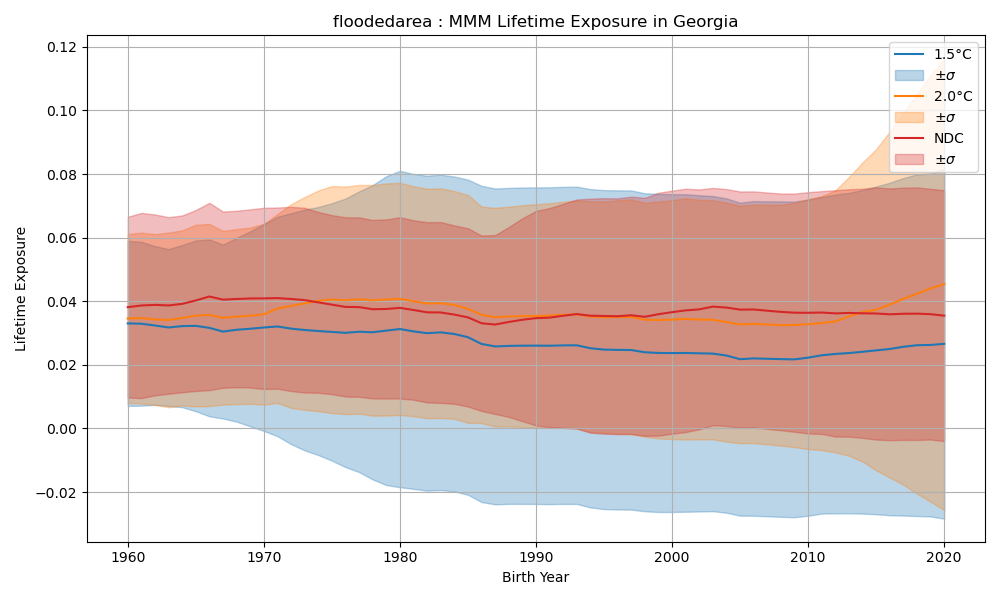 floodedarea : MMM Lifetime Exposure in Georgia
0.12
0.10
0.08
0.06
0.04
0.02
0.00
−0.02
Lifetime Exposure
1.5°C
±σ
2.0°C
±σ
NDC
±σ
1960
1970
1980
1990
2000
2010
2020
Birth Year